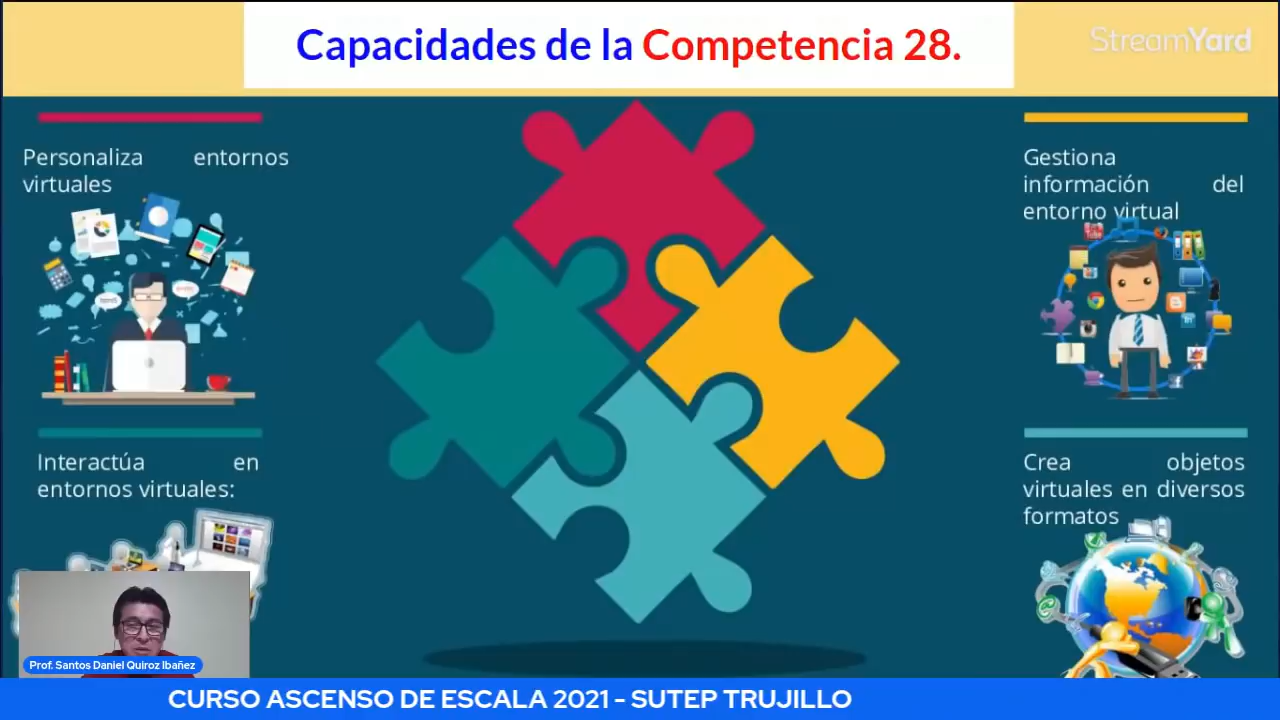 Capacidades de la Competencia 28.
StreamYard
Personaliza entornos
virtuales
Gestiona
información del
entorno virtual
Interactúa en
entornos virtuales:
Crea objetos
virtuales en diversos
formatos
Prof. Santos Daniel Quiroz Ibañez
CURSO ASCENSO DE ESCALA 2021 - SUTEP TRUJILLO